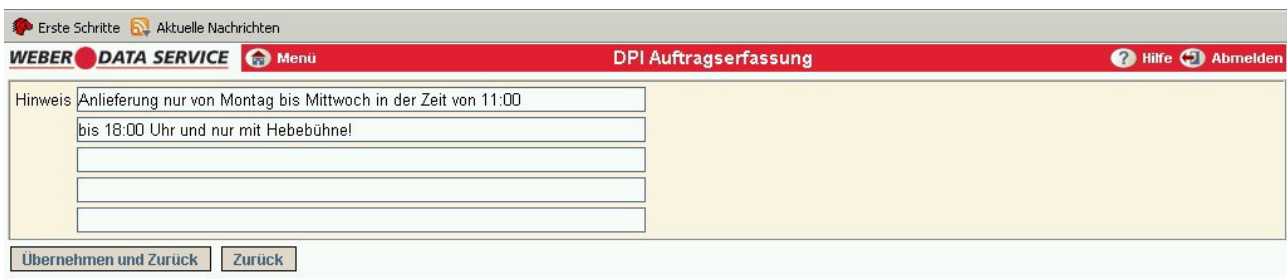 Erste Schritte Aktuelle Nachrichten
WEBER DATA SERVICE Menü DPI Auftragserfassung ? Hilfe Abmelden
Hinweis Anlieferung nur von Montag bis Mittwoch in der Zeit von 11:00
bis 18:00 Uhr und nur mit Hebebühne!
Übernehmen und Zurück Zurück